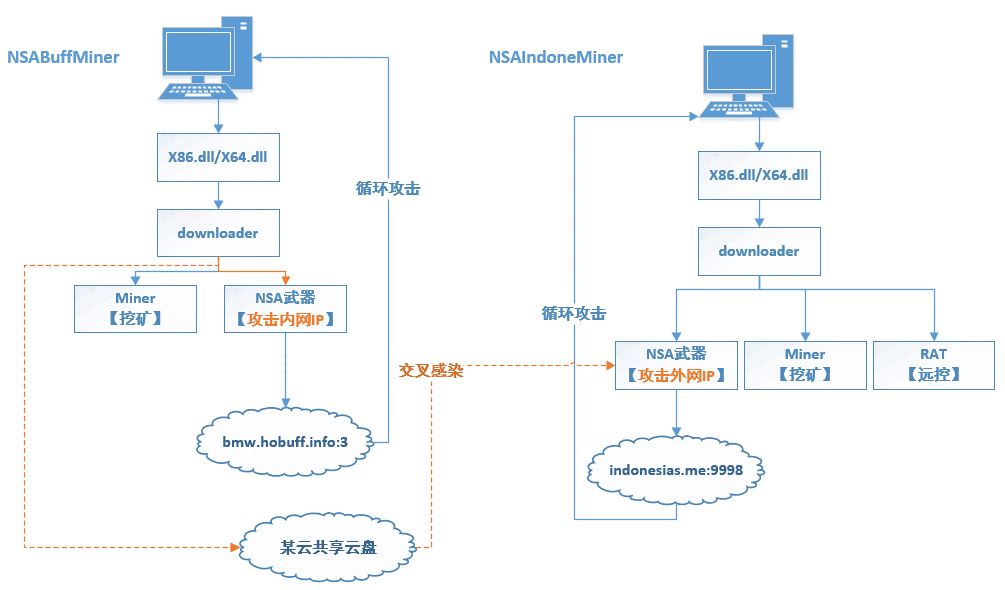 NSABuffMiner
X86.dll/X64.dll
循环攻击
downloader
Miner
【挖矿】
NSA武器
【攻击内网IP】
bmw.hobuff.info:3
某云共享云盘
交叉感染
NSAIndoneMiner
X86.dll/X64.dll
downloader
循环攻击
NSA武器
【攻击外网IP】
Miner
【挖矿】
RAT
【远控】
indonesias.me:9998